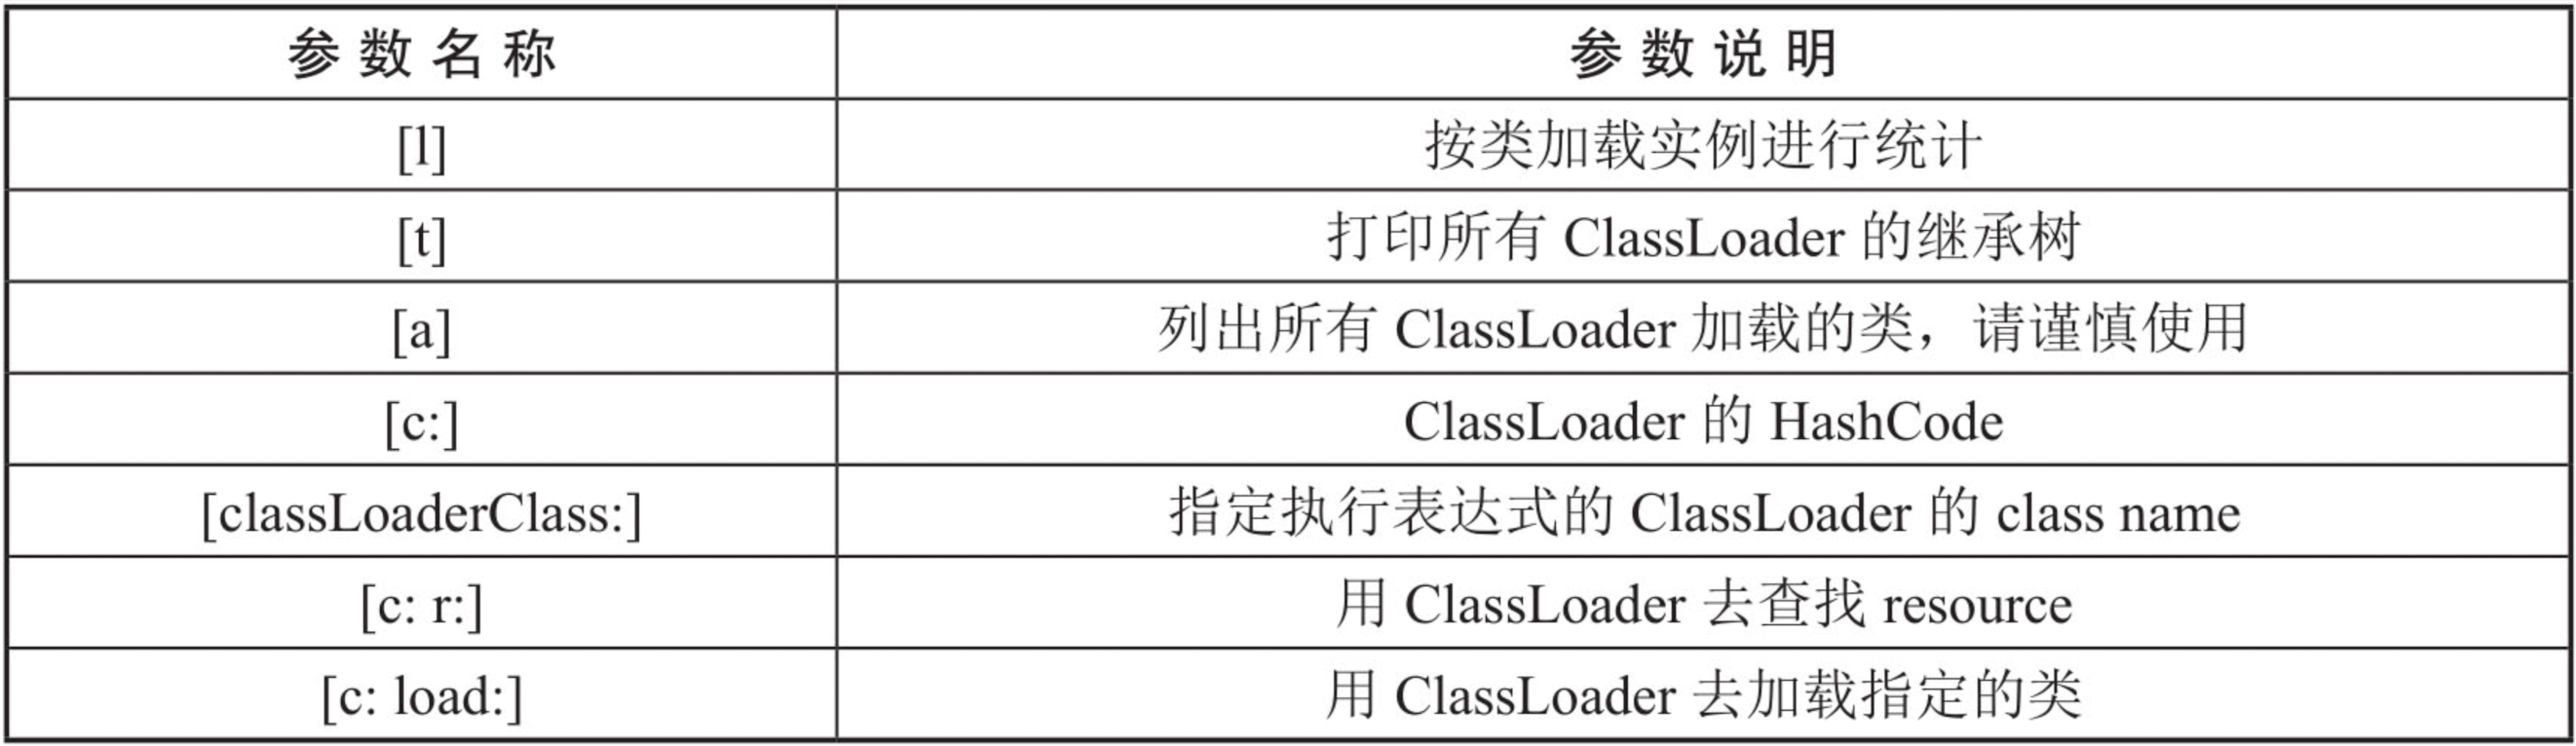 参数名称 参数说明
[l] 按类加载实例进行统计
[t] 打印所有 ClassLoader 的继承树
[a] 列出所有 ClassLoader 加载的类，请谨慎使用
[c:] ClassLoader 的 HashCode
[classLoaderClass:] 指定执行表达式的 ClassLoader 的 class name
[c: r:] 用 ClassLoader 去查找 resource
[c: load:] 用 ClassLoader 去加载指定的类